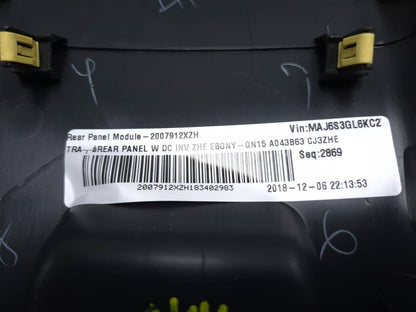 Vin:MAJ6S3GL6KC2
Rear Panel Module-2007912XZH
TRA , #REAR PANEL W DC INV ZHE EBONY-GN15 A043B63 CJ3ZHE
Seq:2869
2007912XZH183402983
2018-12-06 22:13:53